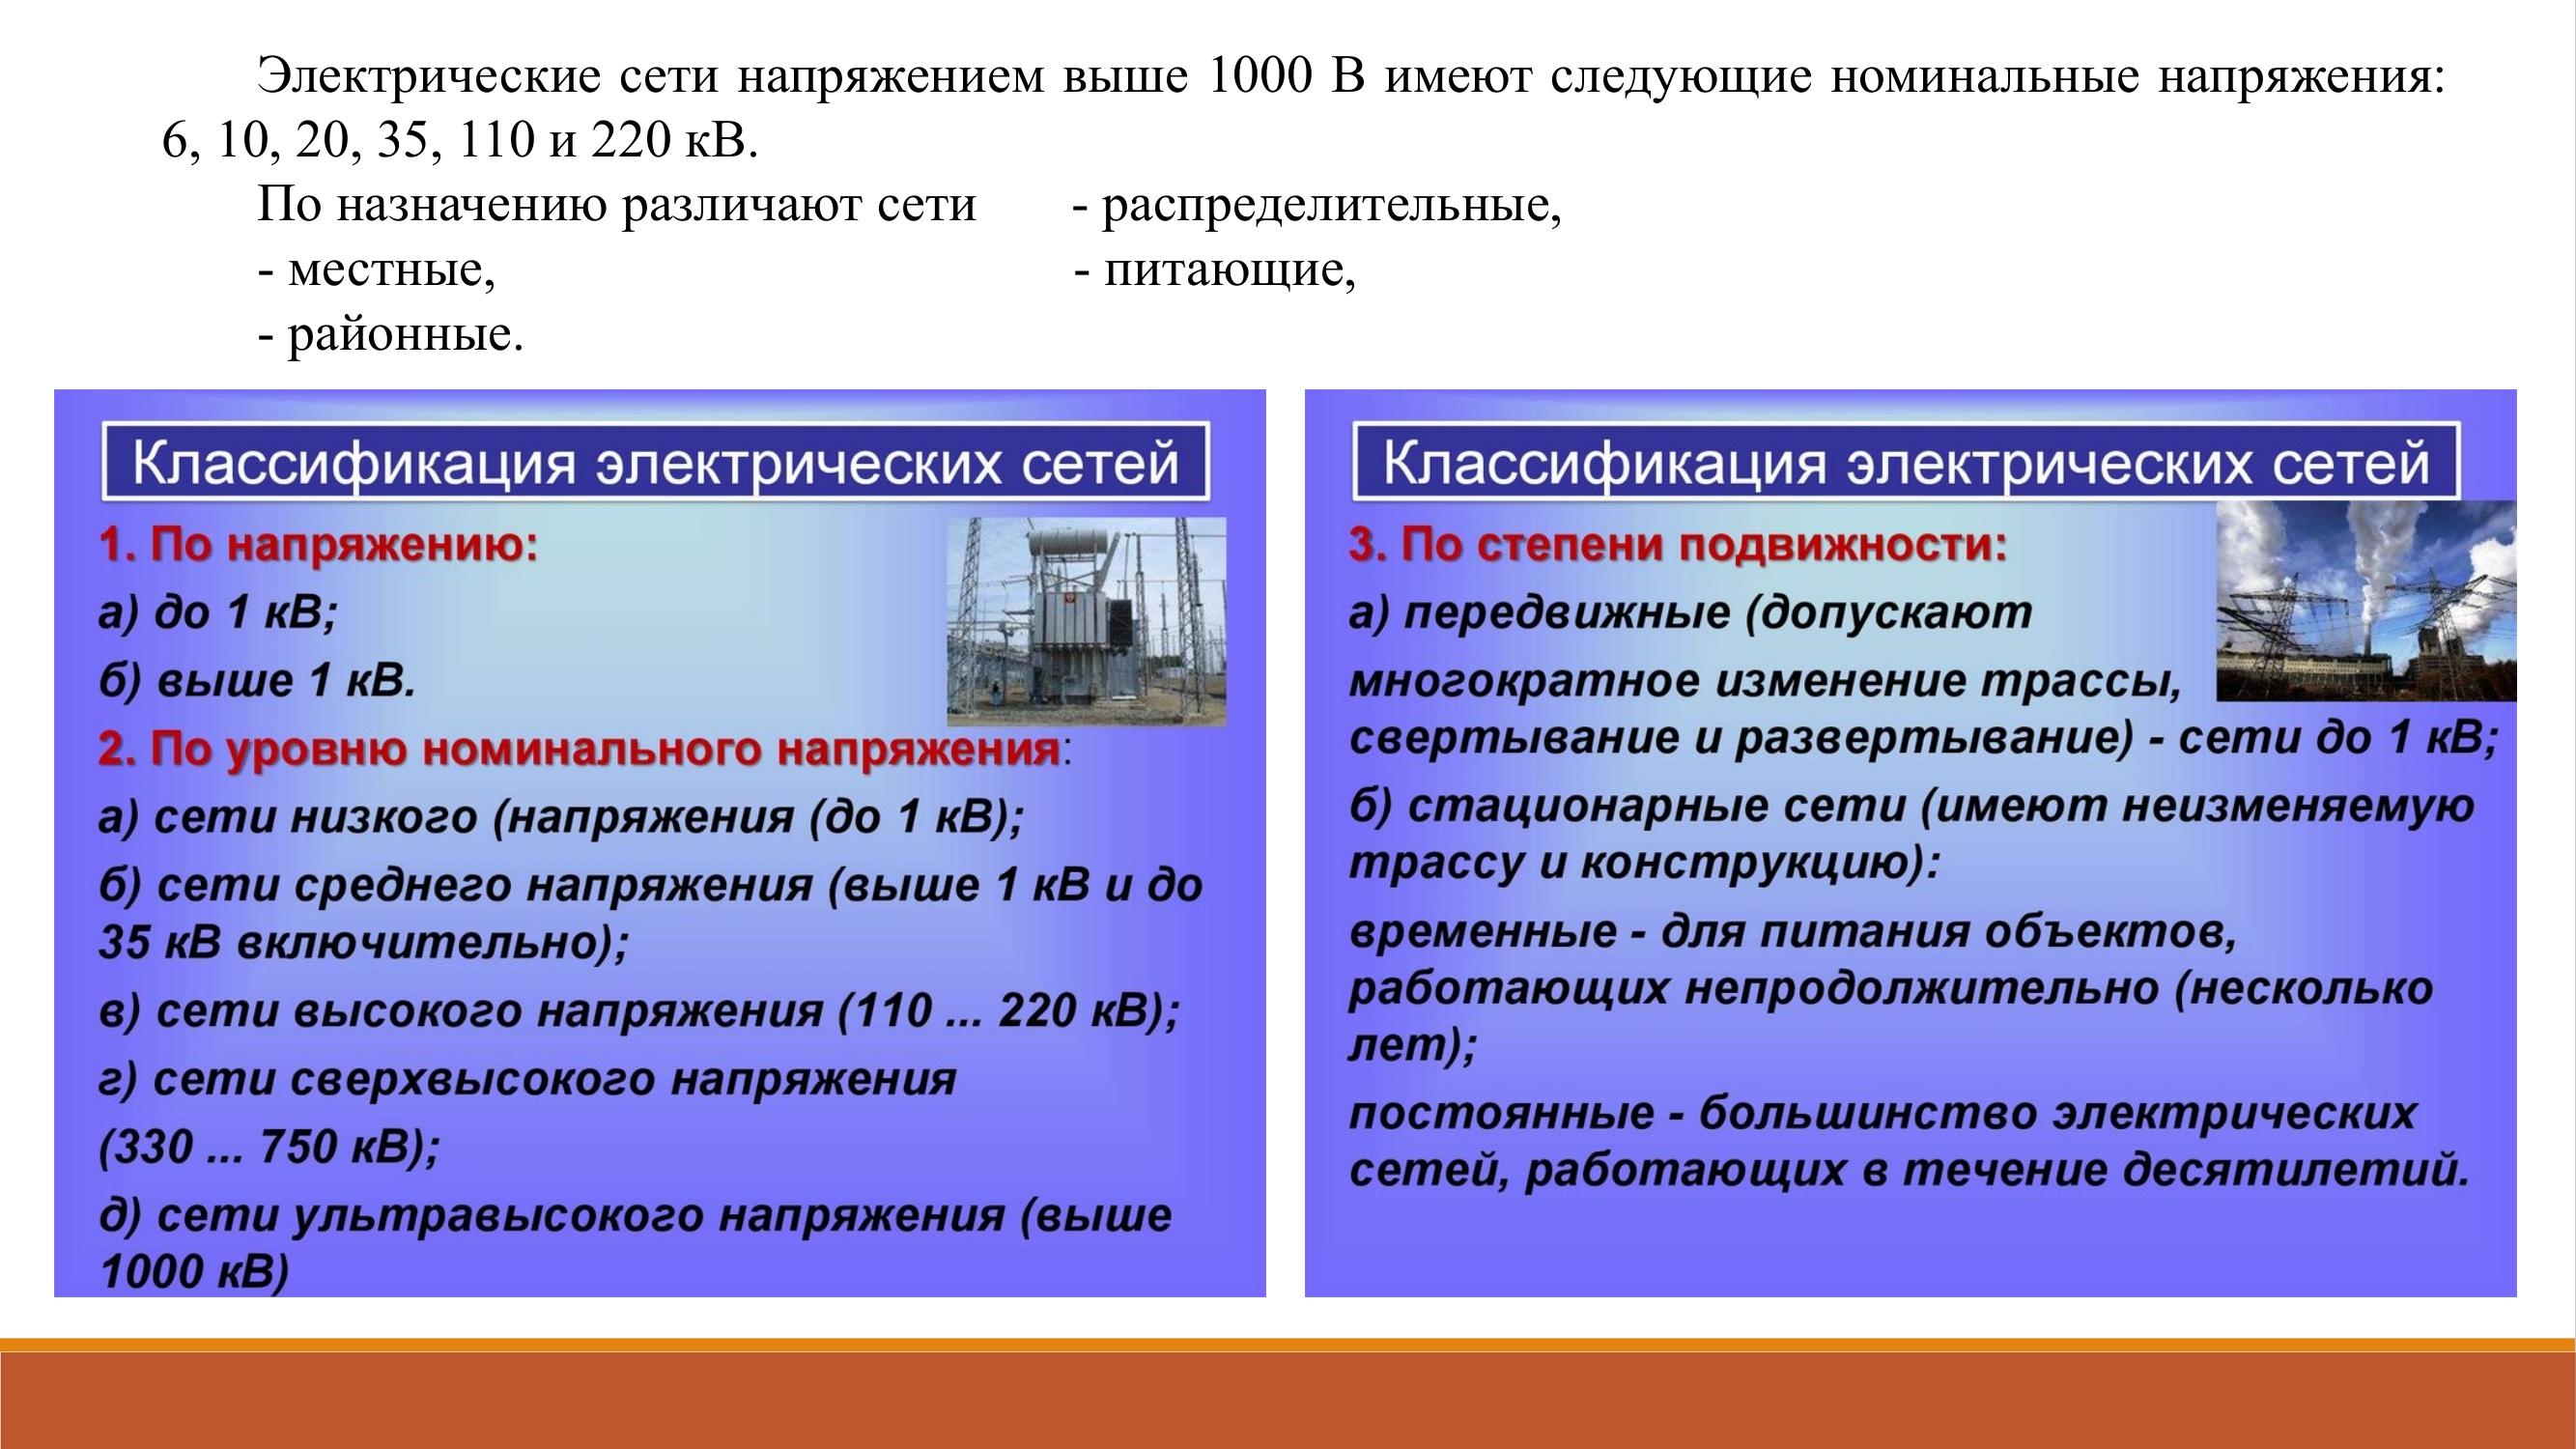 Электрические сети напряжением выше 1000 В имеют следующие номинальные напряжения:
6, 10, 20, 35, 110 и 220 кВ.
По назначению различают сети - распределительные,
- местные, - питающие,
- районные.
Классификация электрических сетей
1. По напряжению:
а) до 1 кВ;
б) выше 1 кВ.
2. По уровню номинального напряжения:
а) сети низкого (напряжения (до 1 кВ);
б) сети среднего напряжения (выше 1 кВ и до
35 кВ включительно);
в) сети высокого напряжения (110 ... 220 кВ);
г) сети сверхвысокого напряжения
(330 ... 750 кВ);
д) сети ультравысокого напряжения (выше
1000 кВ)
Классификация электрических сетей
3. По степени подвижности:
а) передвижные (допускают
многократное изменение трассы,
свертывание и развертывание) - сети до 1 кВ;
б) стационарные сети (имеют неизменяемую
трассу и конструкцию):
временные - для питания объектов,
работающих непродолжительно (несколько
лет);
постоянные - большинство электрических
сетей, работающих в течение десятилетий.